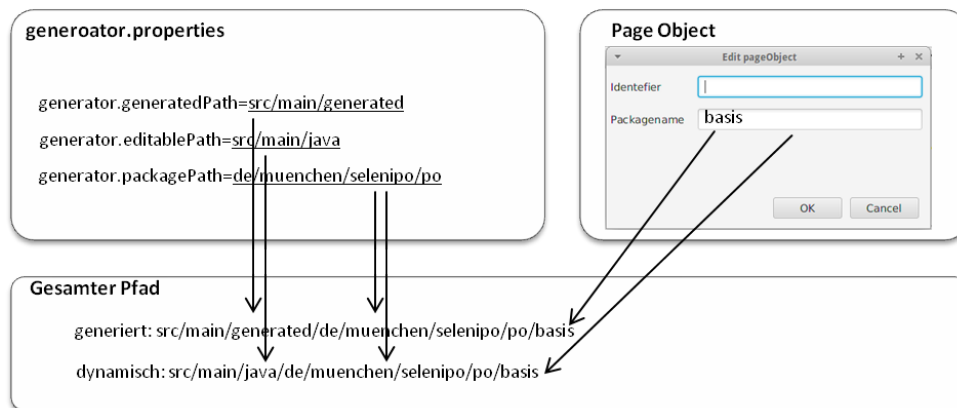 generoator.properties
generator.generatedPath=src/main/generated
generator.editablePath=src/main/java
generator.packagePath=de/muenchen/selenipo/po
Page Object
Edit pageObject
Identefier
Packagename basis
OK Cancel
Gesamter Pfad
generiert: src/main/generated/de/muenchen/selenipo/po/basis
dynamisch: src/main/java/de/muenchen/selenipo/po/basis